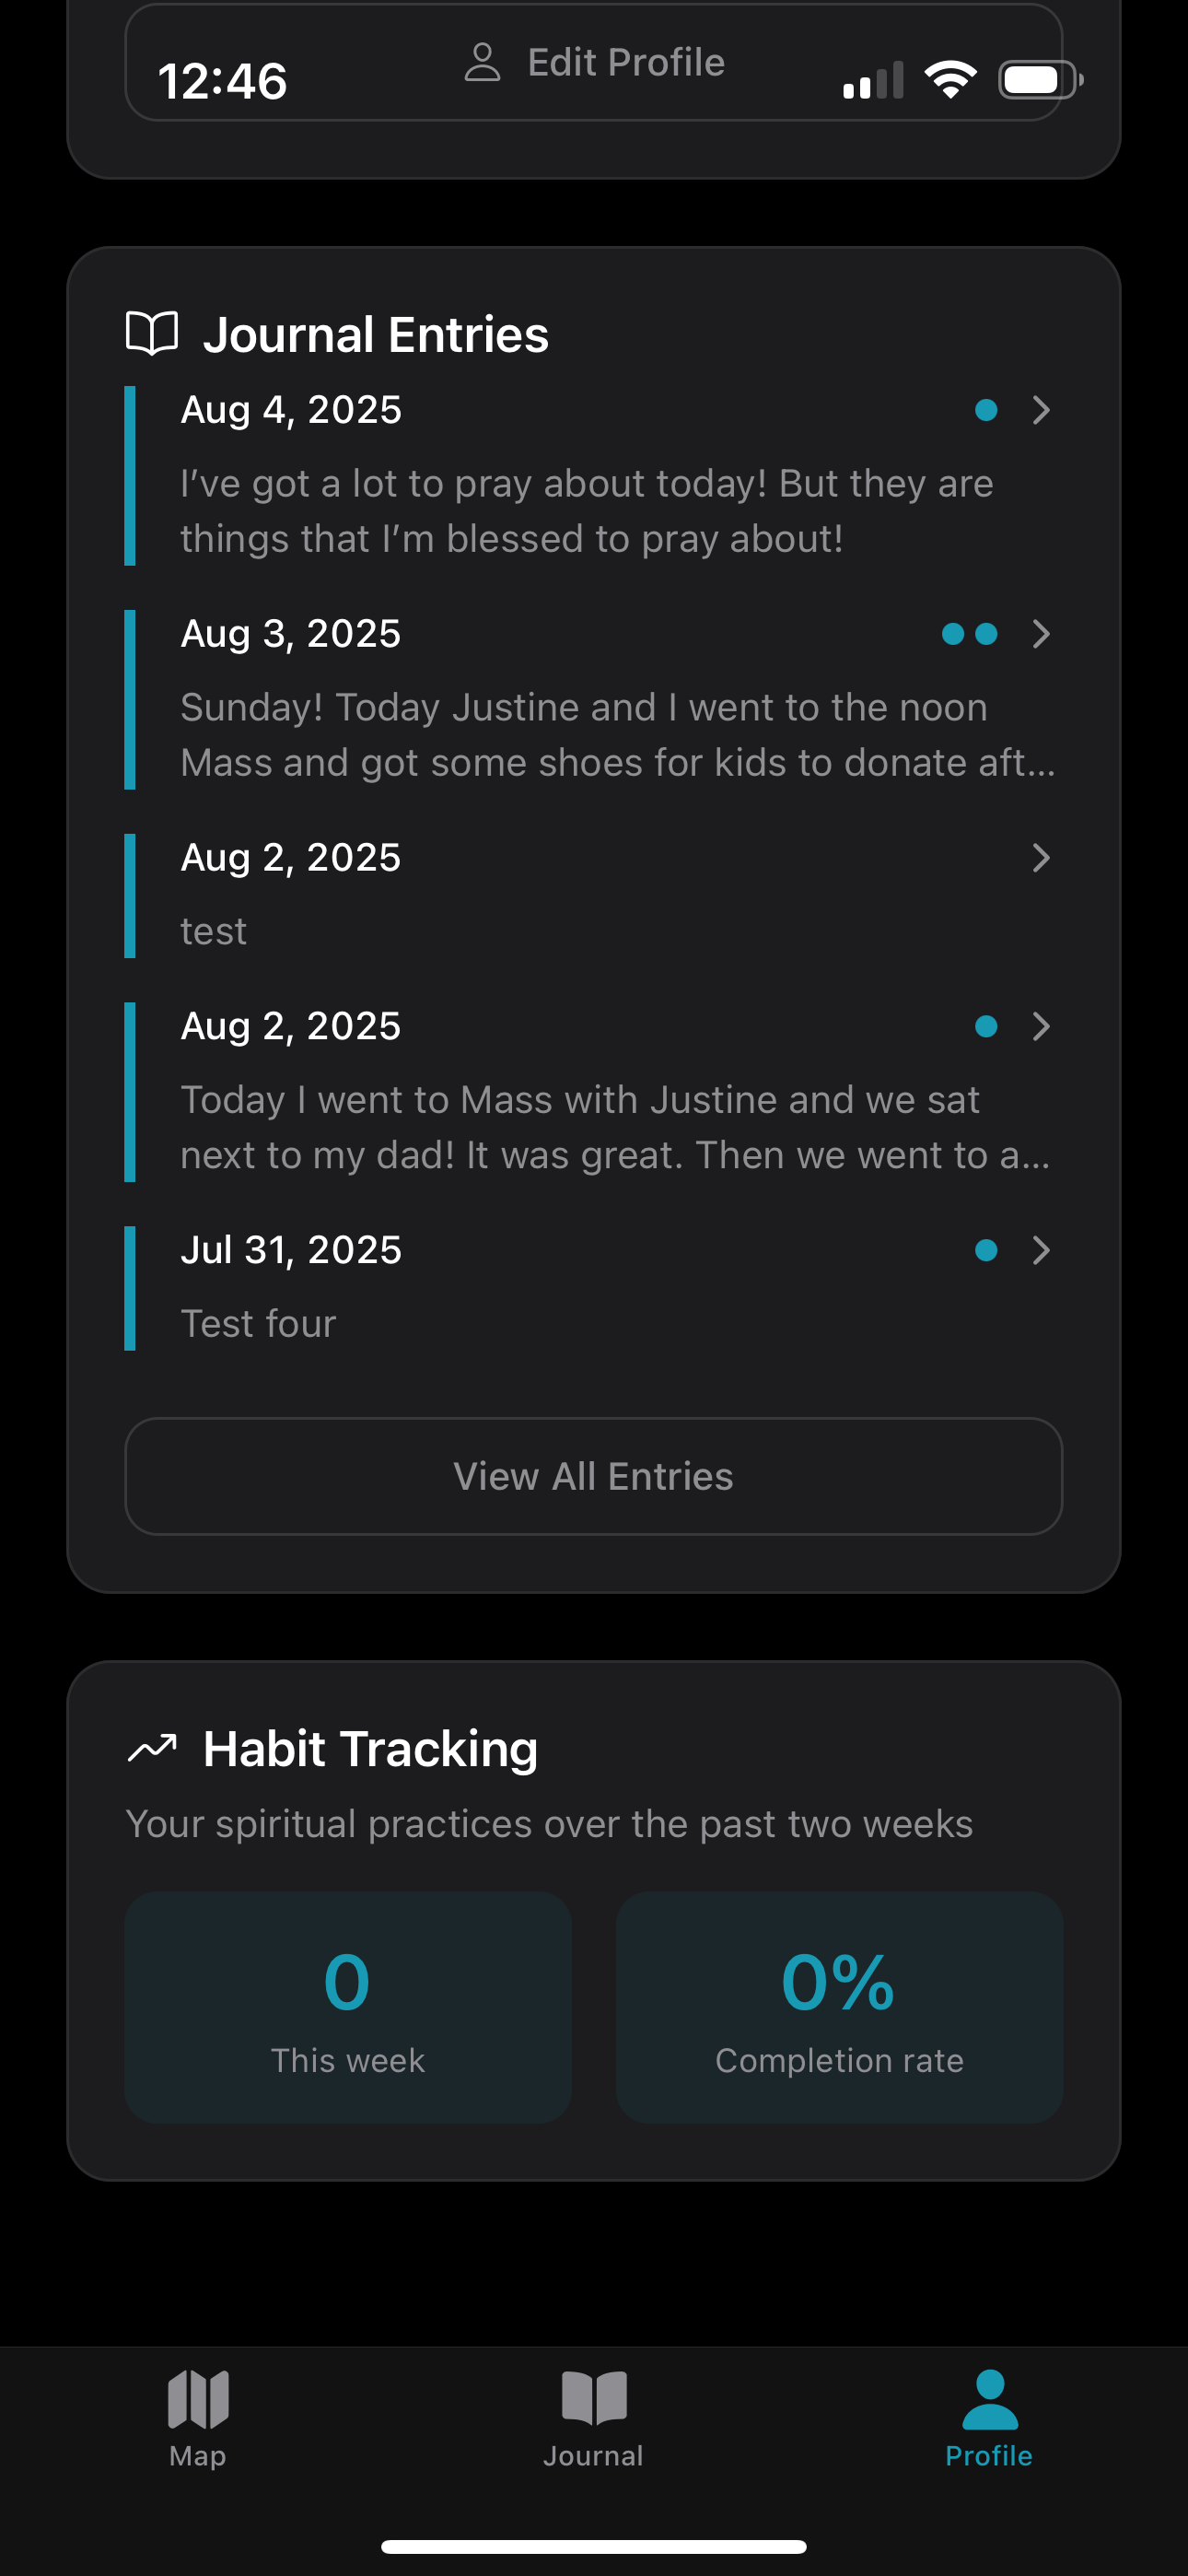 Edit Profile
12:46
Journal Entries
Aug 4, 2025
I’ve got a lot to pray about today! But they are
things that I’m blessed to pray about!
Aug 3, 2025
Sunday! Today Justine and I went to the noon
Mass and got some shoes for kids to donate aft...
Aug 2, 2025
test
Aug 2, 2025
Today I went to Mass with Justine and we sat
next to my dad! It was great. Then we went to a...
Jul 31, 2025
Test four
View All Entries
Habit Tracking
Your spiritual practices over the past two weeks
0
This week
0%
Completion rate
Map
Journal
Profile